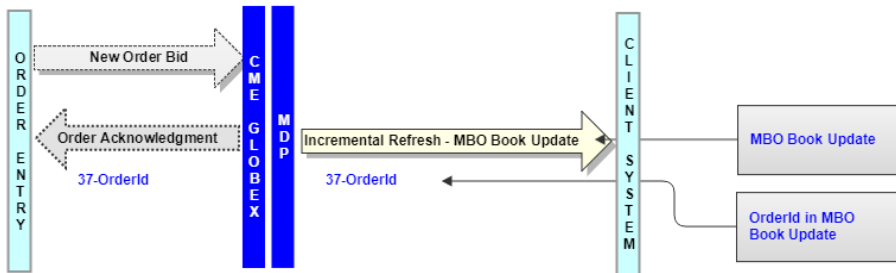 ORDER ENTRY
New Order Bid
Order Acknowledgment
37-OrderId
CME GLOBEX
MDP
Incremental Refresh - MBO Book Update
37-OrderId
CLIENT SYSTEM
MBO Book Update
OrderId in MBO
Book Update